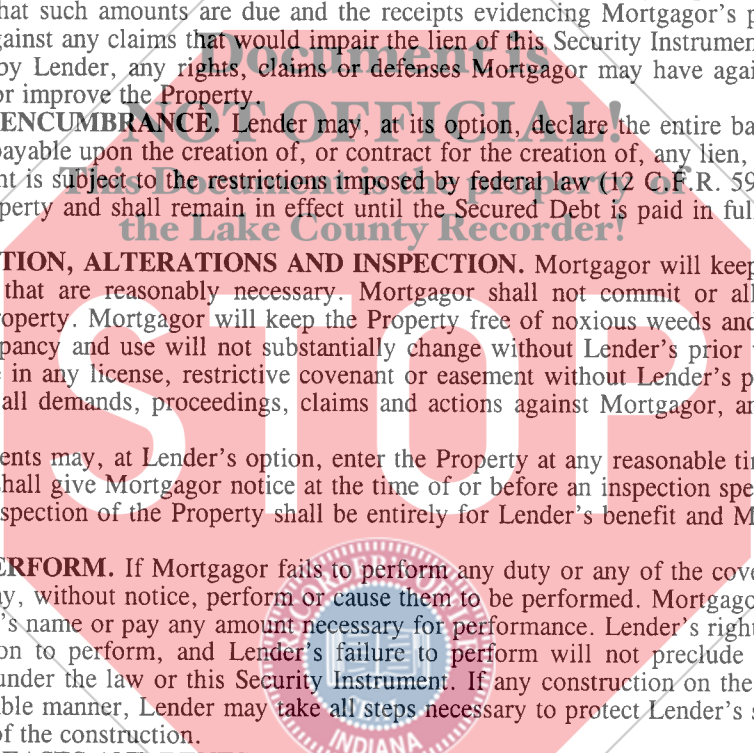 hat such amounts are due and the receipts evidencing Mortgagor's p
gainst any claims that would impair the lien of this Security Instrumen
by Lender, any rights, claims or defenses Mortgagor may have agai
or improve the Property.
ENCUMBRANCE. Lender may, at its option, declare the entire ba
payable upon the creation of, or contract for the creation of, any lien,
nt is subject to the restrictions imposed by federal law (12 C.F.R. 59
perty and shall remain in effect until the Secured Debt is paid in ful
Document is
NOT OFFICIAL!
This Document is the property of
the Lake County Recorder!
TION, ALTERATIONS AND INSPECTION. Mortgagor will keep
that are reasonably necessary. Mortgagor shall not commit or all
roperty. Mortgagor will keep the Property free of noxious weeds and
pancy and use will not substantially change without Lender's prior
in any license, restrictive covenant or easement without Lender's p
all demands, proceedings, claims and actions against Mortgagor, an
STOP
ents may, at Lender's option, enter the Property at any reasonable ti
shall give Mortgagor notice at the time of or before an inspection spe
spection of the Property shall be entirely for Lender's benefit and M
ERFORM. If Mortgagor fails to perform any duty or any of the cove
y, without notice, perform or cause them to be performed. Mortgago
's name or pay any amount necessary for performance. Lender's right
on to perform, and Lender's failure to perform will not preclude
under the law or this Security Instrument. If any construction on the
ble manner, Lender may take all steps necessary to protect Lender's s
of the construction.
INDIANA